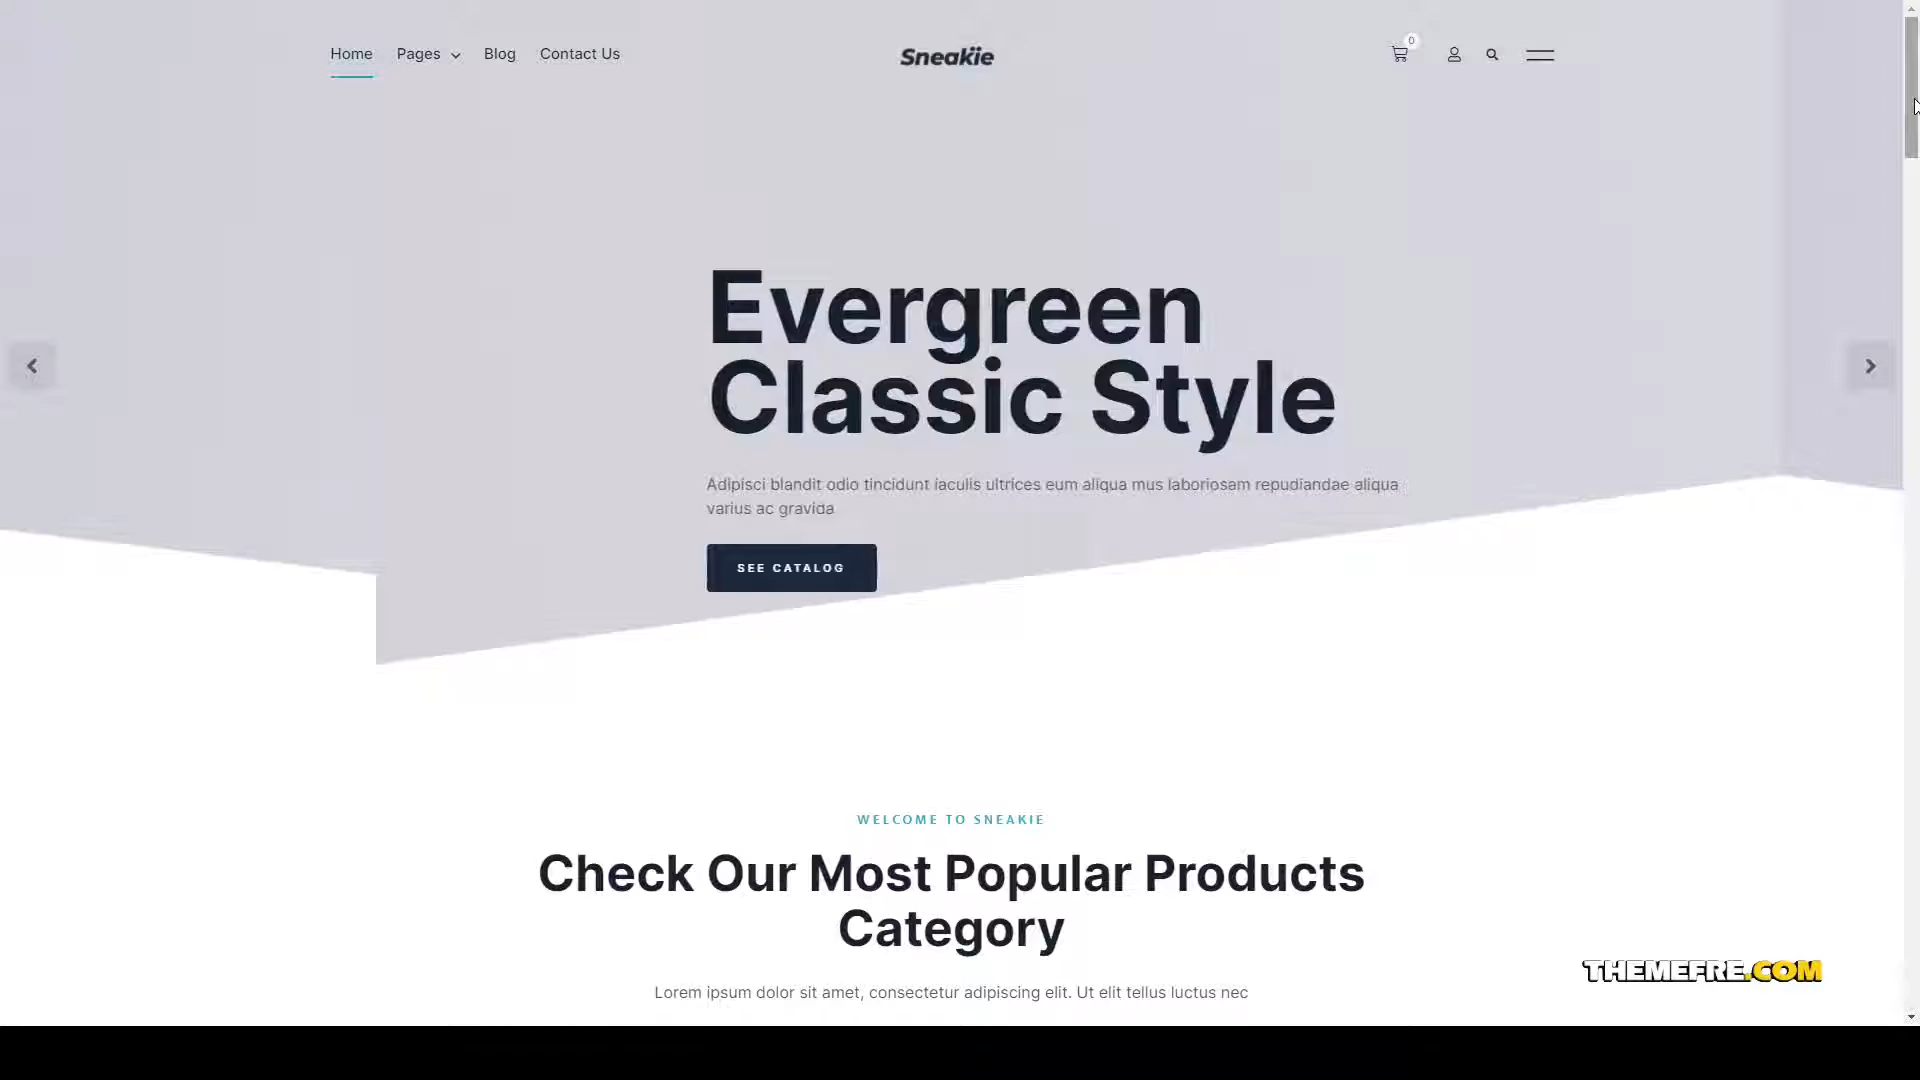 Home Pages Blog Contact Us
Sneakie
0
Evergreen
Classic Style
Adipisci blandit odio tincidunt iaculis ultrices eum aliqua mus laboriosam repudiandae aliqua
varius ac gravida
SEE CATALOG
WELCOME TO SNEAKIE
Check Our Most Popular Products
Category
Lorem ipsum dolor sit amet, consectetur adipiscing elit. Ut elit tellus luctus nec
THEMEFRE.COM